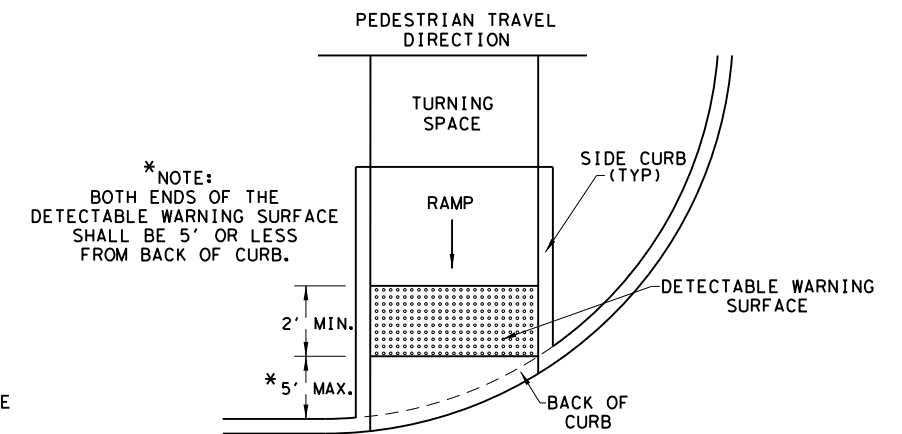 PEDESTRIAN TRAVEL
DIRECTION
TURNING
SPACE
SIDE CURB
(TYP)
*NOTE:
BOTH ENDS OF THE
DETECTABLE WARNING SURFACE
SHALL BE 5' OR LESS
FROM BACK OF CURB.
RAMP
DETECTABLE WARNING
SURFACE
2' MIN.
*5' MAX.
BACK OF
CURB
E